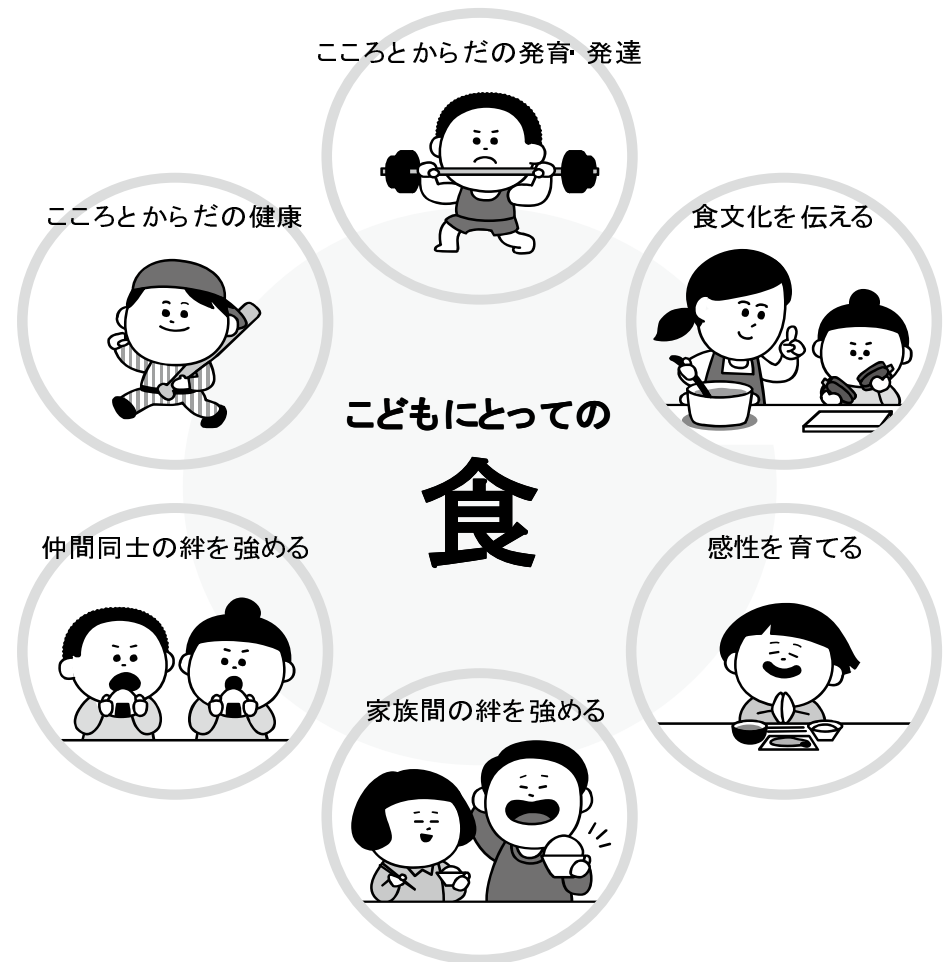 こころとからだの発育・発達
こころとからだの健康
食文化を伝える
こどもにとっての
食
仲間同士の絆を強める
感性を育てる
家族間の絆を強める